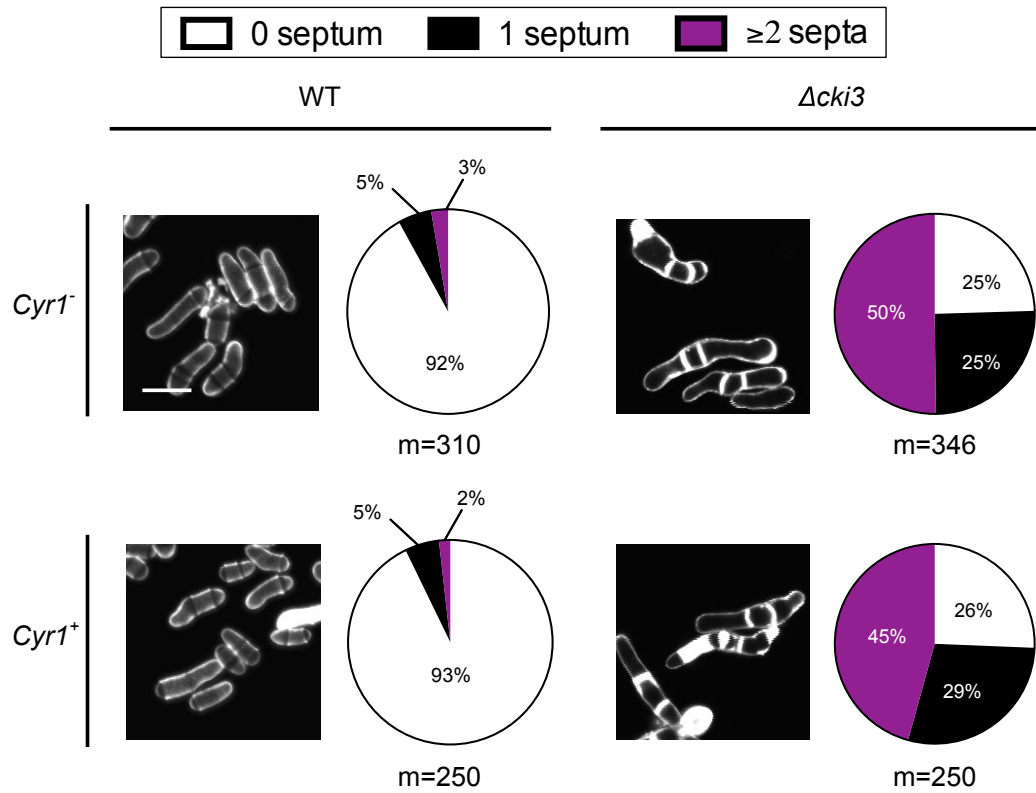 0 septum 1 septum ≥2 septa
WT Δcki3
Cyr1⁻
5% 3%
92%
m=310
25%
50%
25%
m=346
Cyr1⁺
5% 2%
93%
m=250
26%
45%
29%
m=250